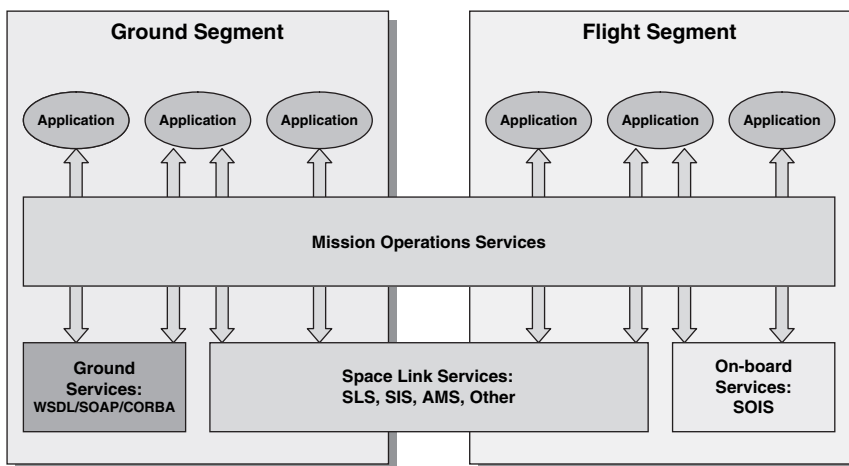 Ground Segment
Flight Segment
Application
Application
Application
Application
Application
Application
Mission Operations Services
Ground
Services:
WSDL/SOAP/CORBA
Space Link Services:
SLS, SIS, AMS, Other
On-board
Services:
SOIS